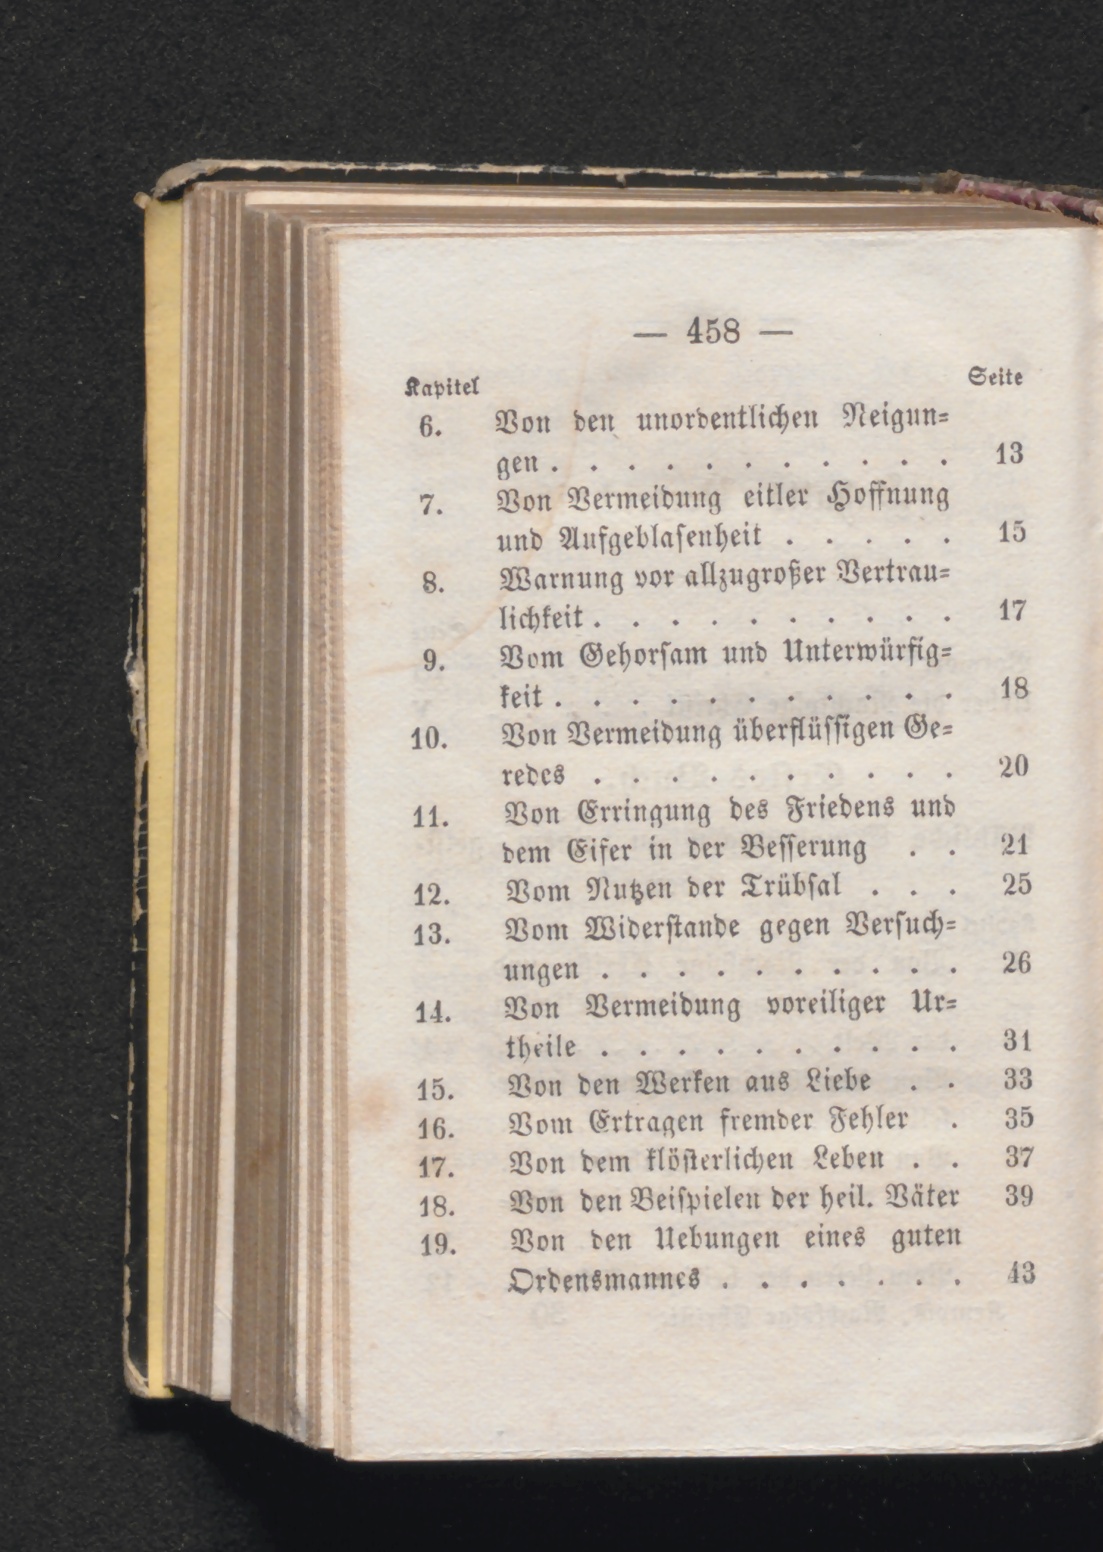 — 458 —
Kapitel Seite
6. Von den unordentlichen Neigun=
gen . . . . . . . . . . . 13
7. Von Vermeidung eitler Hoffnung
und Aufgeblasenheit . . . . . 15
8. Warnung vor allzugroßer Vertrau=
lichkeit . . . . . . . . . . 17
9. Vom Gehorsam und Unterwürfig=
keit . . . . . . . . . . . 18
10. Von Vermeidung überflüssigen Ge=
redes . . . . . . . . . . 20
11. Von Erringung des Friedens und
dem Eifer in der Besserung . . 21
12. Vom Nutzen der Trübsal . . . 25
13. Vom Widerstande gegen Versuch=
ungen . . . . . . . . . . 26
14. Von Vermeidung voreiliger Ur=
theile . . . . . . . . . . 31
15. Von den Werken aus Liebe . . 33
16. Vom Ertragen fremder Fehler . 35
17. Von dem klösterlichen Leben . . 37
18. Von den Beispielen der heil. Väter 39
19. Von den Uebungen eines guten
Ordensmannes . . . . . . . 43